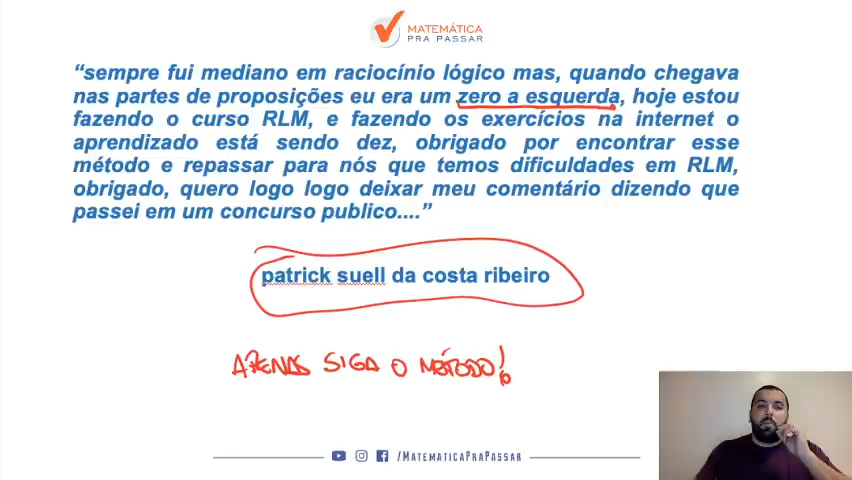 MATEMÁTICA
PRA PASSAR
“sempre fui mediano em raciocínio lógico mas, quando chegava
nas partes de proposições eu era um zero a esquerda, hoje estou
fazendo o curso RLM, e fazendo os exercícios na internet o
aprendizado está sendo dez, obrigado por encontrar esse
método e repassar para nós que temos dificuldades em RLM,
obrigado, quero logo logo deixar meu comentário dizendo que
passei em um concurso publico....”
patrick suell da costa ribeiro
APENAS SIGA O MÉTODO!
/MATEMATICAPRAPASSAR